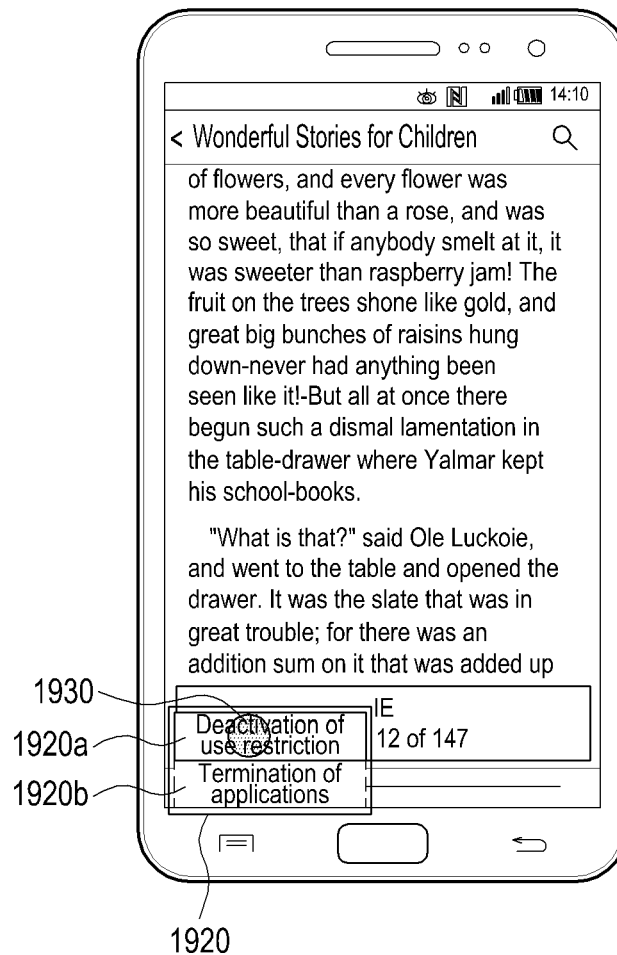 14:10
< Wonderful Stories for Children
of flowers, and every flower was
more beautiful than a rose, and was
so sweet, that if anybody smelt at it, it
was sweeter than raspberry jam! The
fruit on the trees shone like gold, and
great big bunches of raisins hung
down-never had anything been
seen like it!-But all at once there
begun such a dismal lamentation in
the table-drawer where Yalmar kept
his school-books.
"What is that?" said Ole Luckoie,
and went to the table and opened the
drawer. It was the slate that was in
great trouble; for there was an
addition sum on it that was added up
1930
IE
1920a
Deactivation of
use restriction
12 of 147
1920b
Termination of
applications
1920